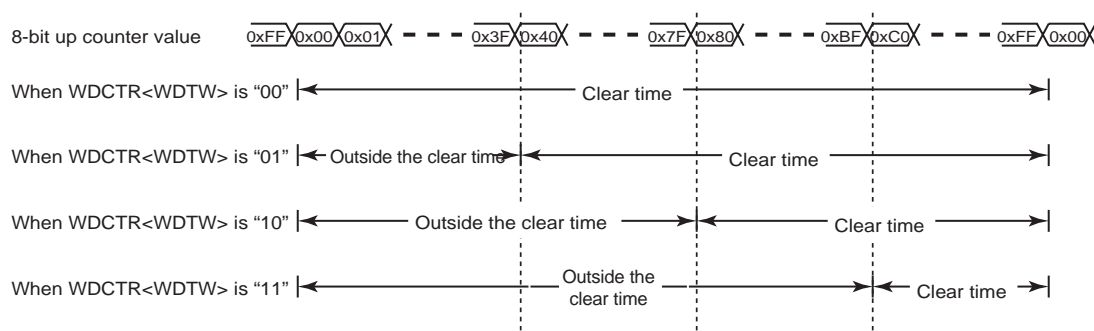 8-bit up counter value 0xFF 0x00 0x01 0x3F 0x40 0x7F 0x80 0xBF 0xC0 0xFF 0x00
When WDCTR<WDTW> is “00” Clear time
When WDCTR<WDTW> is “01” Outside the clear time Clear time
When WDCTR<WDTW> is “10” Outside the clear time Clear time
When WDCTR<WDTW> is “11” Outside the
clear time Clear time